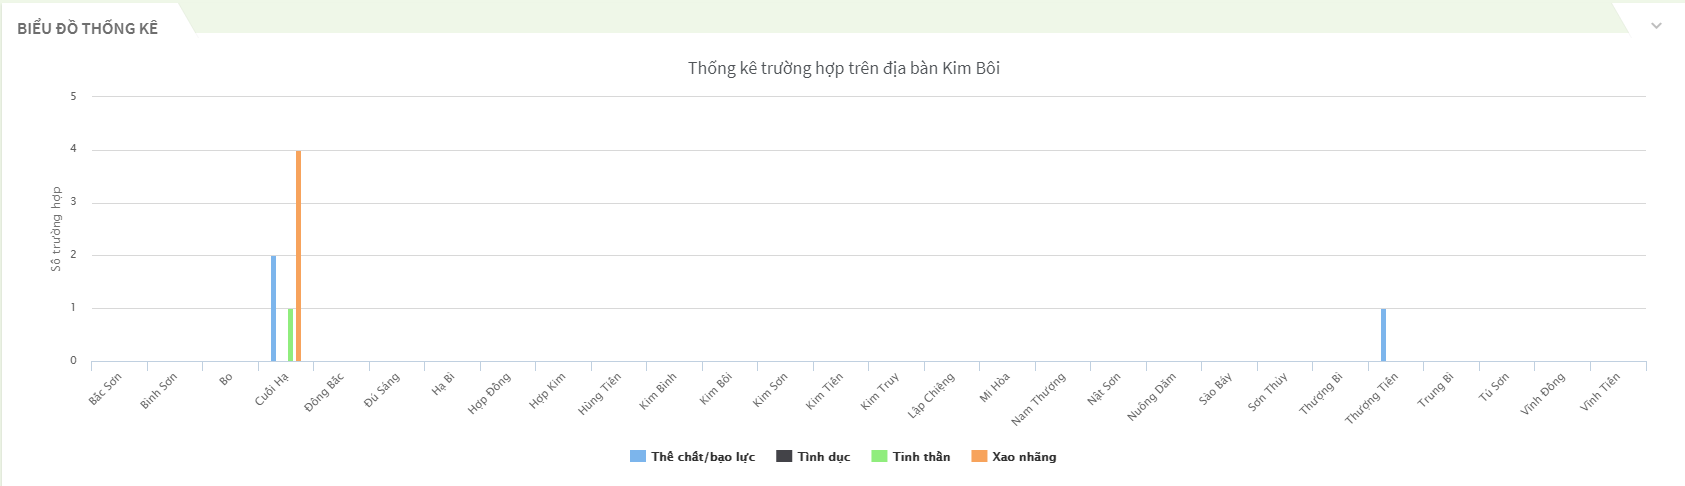 BIỂU ĐỒ THỐNG KÊ
Thống kê trường hợp trên địa bàn Kim Bôi
5
4
3
2
1
0
Số trường hợp
Bắc Sơn
Bình Sơn
Bo
Cuối Hạ
Đông Bắc
Đú Sáng
Hạ Bì
Hợp Đồng
Hợp Kim
Hùng Tiến
Kim Bình
Kim Bôi
Kim Sơn
Kim Tiến
Kim Truy
Lập Chiệng
Mi Hòa
Nam Thượng
Nật Sơn
Nuông Dăm
Sào Báy
Sơn Thủy
Thượng Bì
Thượng Tiến
Trung Bì
Tú Sơn
Vĩnh Đồng
Vĩnh Tiến
Thể chất/bạo lực
Tình dục
Tinh thần
Xao nhãng